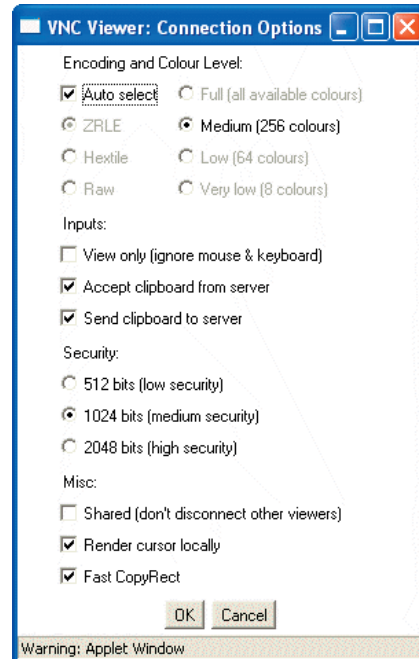 VNC Viewer: Connection Options
Encoding and Colour Level:
Auto select Full (all available colours)
ZRLE Medium (256 colours)
Hextile Low (64 colours)
Raw Very low (8 colours)
Inputs:
View only (ignore mouse & keyboard)
Accept clipboard from server
Send clipboard to server
Security:
512 bits (low security)
1024 bits (medium security)
2048 bits (high security)
Misc:
Shared (don't disconnect other viewers)
Render cursor locally
Fast CopyRect
OK Cancel
Warning: Applet Window